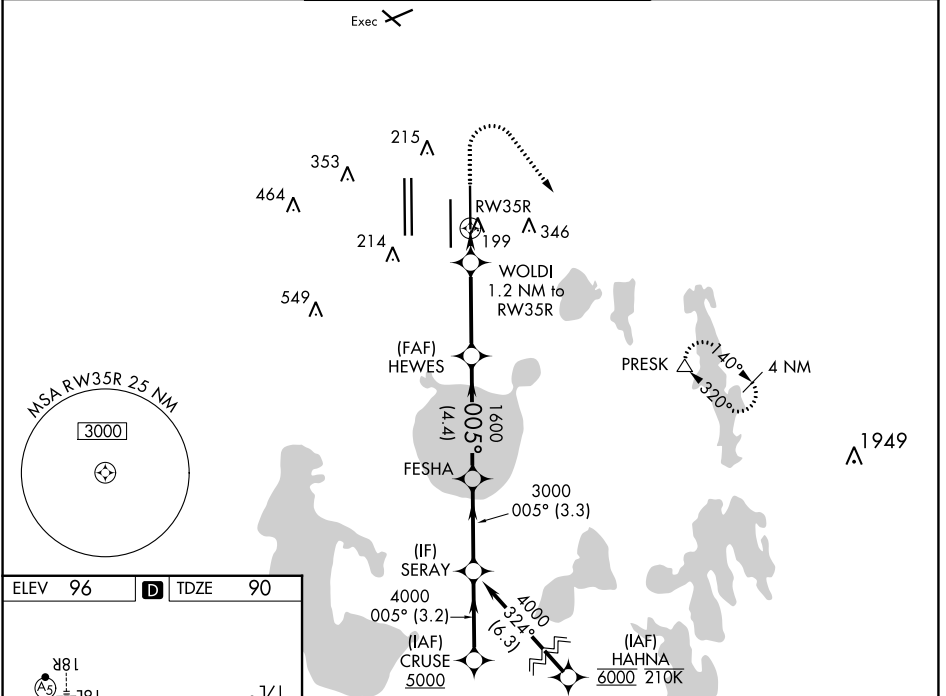 Exec
215
353
464
RW35R
199
346
214
WOLDI
1.2 NM to
RW35R
549
(FAF)
HEWES
PRESK
140°
320°
4 NM
MSA RW35R 25 NM
3000
1600
005°
(4.4)
1949
FESHA
3000
005° (3.3)
(IF)
SERAY
4000
005° (3.2)
4000
324°
(6.3)
(IAF)
CRUSE
5000
(IAF)
HAHNA
6000 210K
ELEV 96 D TDZE 90
18R
A5